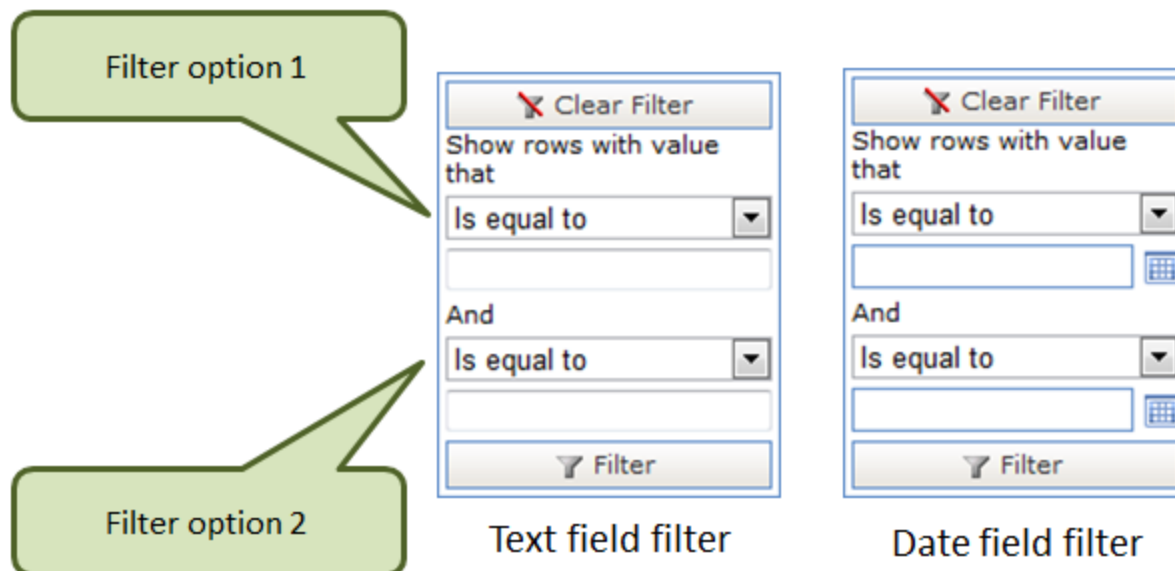 Filter option 1
Clear Filter
Show rows with value
that
Is equal to
And
Is equal to
Filter
Text field filter
Clear Filter
Show rows with value
that
Is equal to
And
Is equal to
Filter
Date field filter
Filter option 2